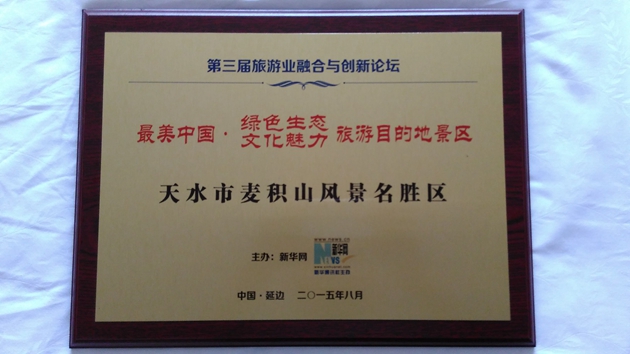 第三届旅游业融合与创新论坛
最美中国·绿色生态文化魅力旅游目的地景区
天水市麦积山风景名胜区
主办：新华网
中国·延边 二〇一五年八月